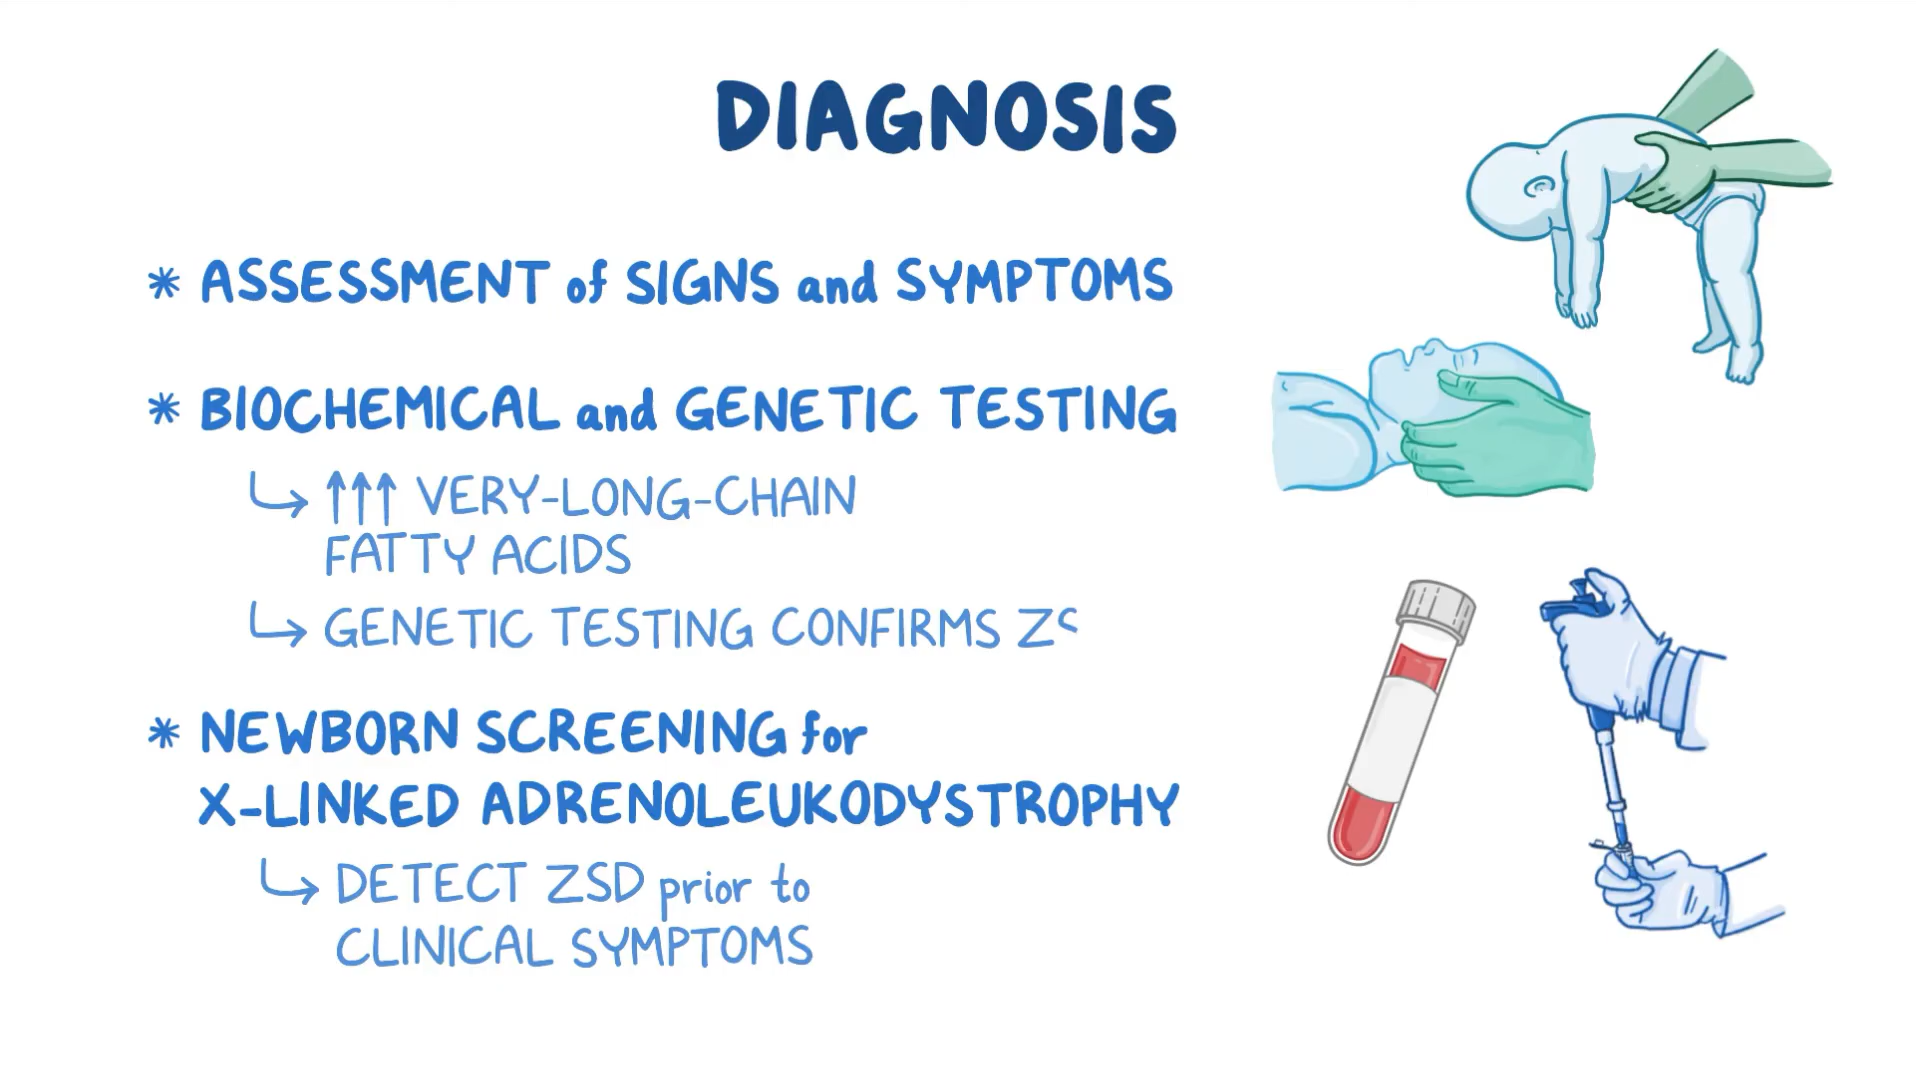 DIAGNOSIS
* ASSESSMENT of SIGNS and SYMPTOMS
* BIOCHEMICAL and GENETIC TESTING
↳ ↑↑↑ VERY-LONG-CHAIN
FATTY ACIDS
↳ GENETIC TESTING CONFIRMS
* NEWBORN SCREENING for
X-LINKED ADRENOLEUKODYSTROPHY
↳ DETECT ZSD prior to
CLINICAL SYMPTOMS